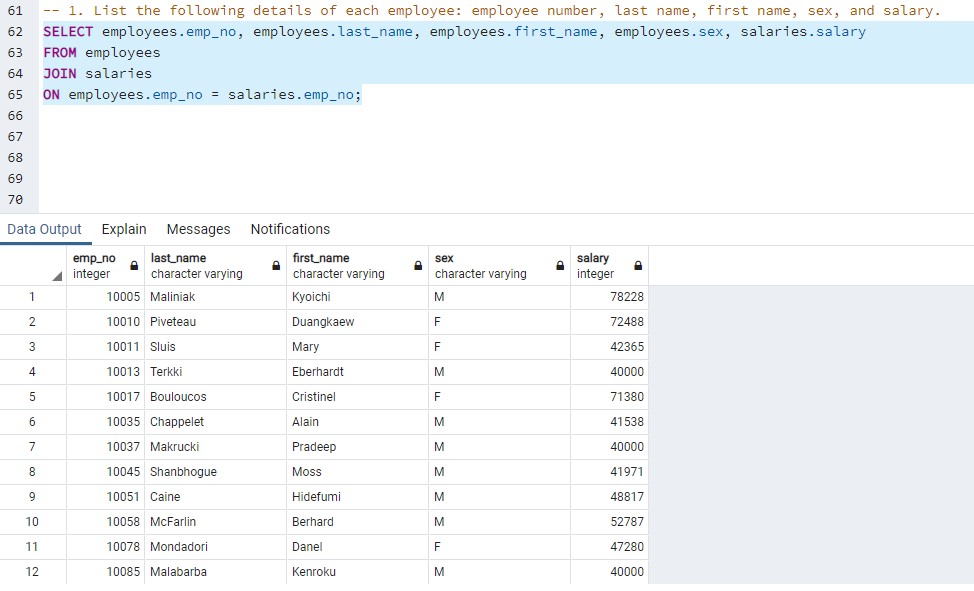 61 -- 1. List the following details of each employee: employee number, last name, first name, sex, and salary.
62 SELECT employees.emp_no, employees.last_name, employees.first_name, employees.sex, salaries.salary
63 FROM employees
64 JOIN salaries
65 ON employees.emp_no = salaries.emp_no;
66
67
68
69
70
Data Output Explain Messages Notifications
emp_no last_name first_name sex salary
integer character varying character varying character varying integer
1 10005 Maliniak Kyoichi M 78228
2 10010 Piveteau Duangkaew F 72488
3 10011 Sluis Mary F 42365
4 10013 Terkki Eberhardt M 40000
5 10017 Bouloucos Cristinel F 71380
6 10035 Chappelet Alain M 41538
7 10037 Makrucki Pradeep M 40000
8 10045 Shanbhogue Moss M 41971
9 10051 Caine Hidefumi M 48817
10 10058 McFarlin Berhard M 52787
11 10078 Mondadori Danel F 47280
12 10085 Malabarba Kenroku M 40000